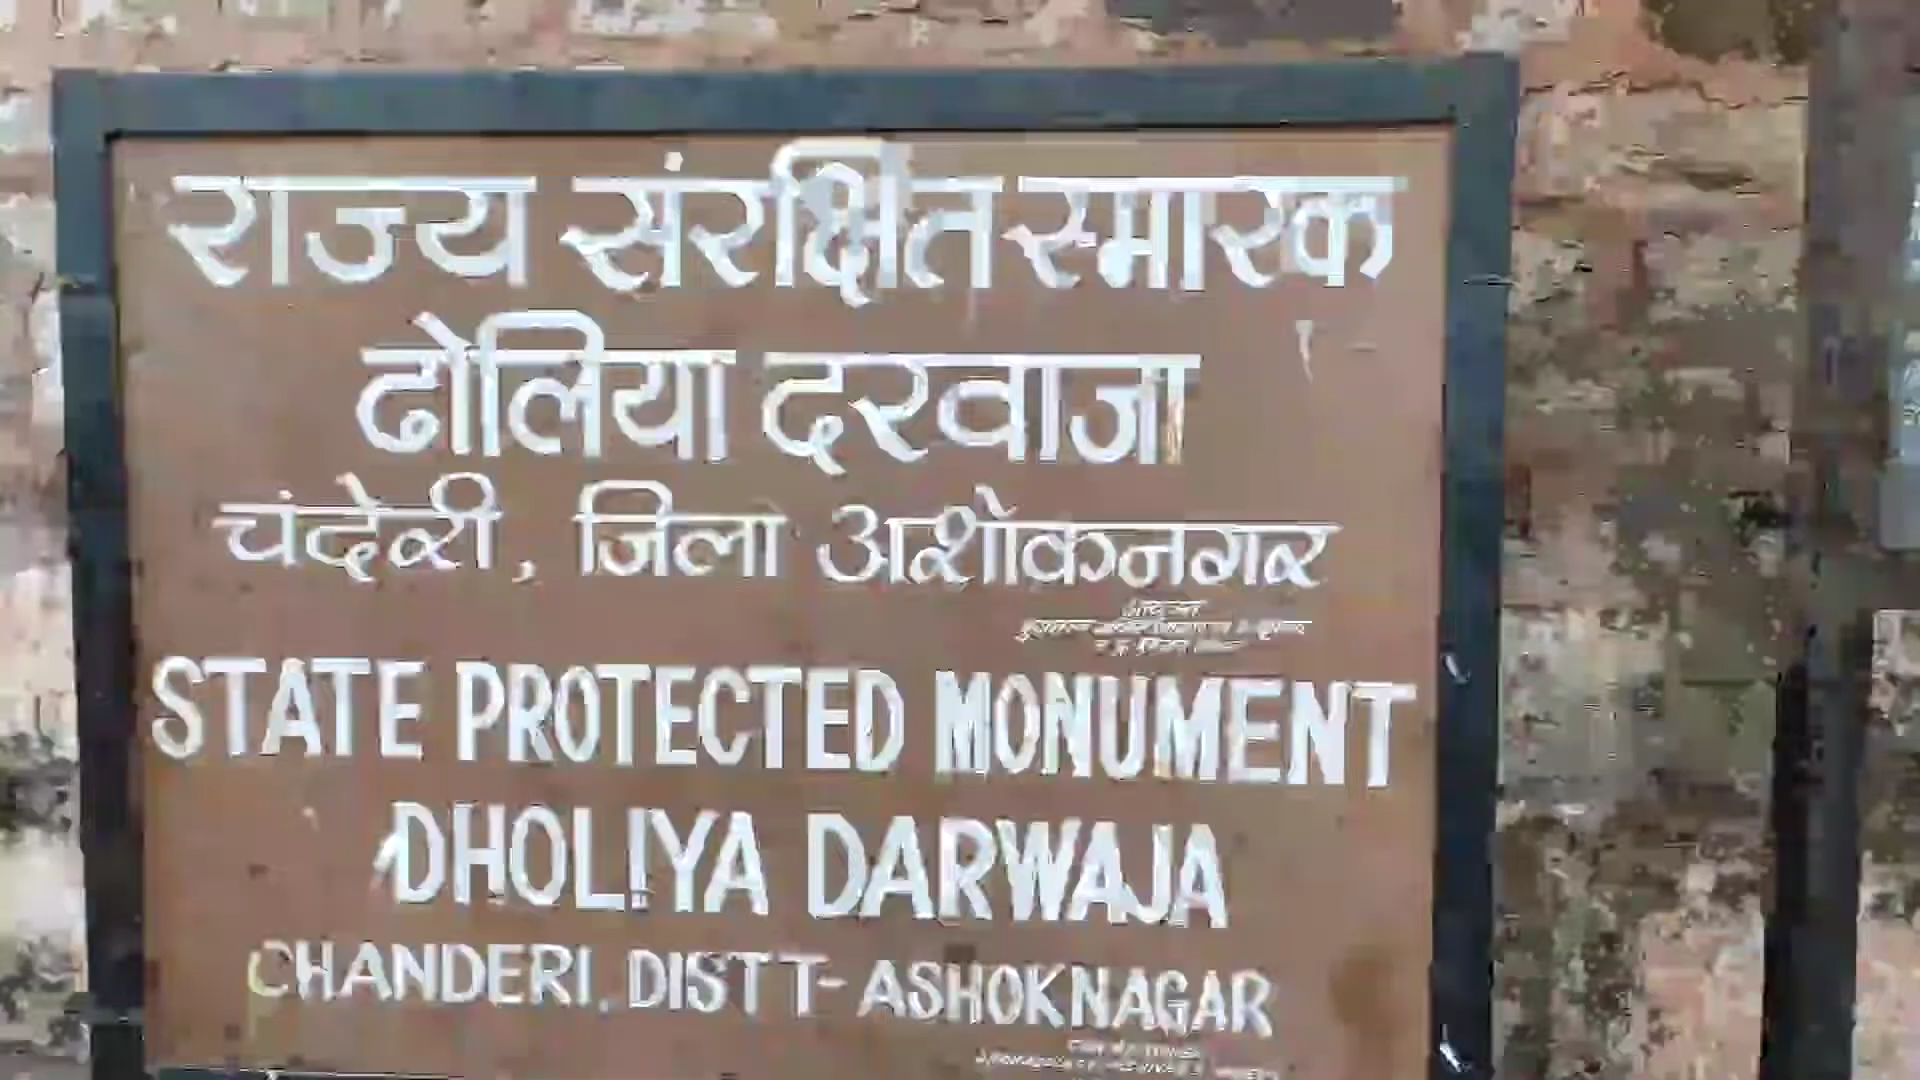 राज्य संरक्षित स्मारक
ढोलिया दरवाजा
चंदेरी, जिला अशोकनगर
STATE PROTECTED MONUMENT
DHOLIYA DARWAJA
CHANDERI, DISTT-ASHOKNAGAR